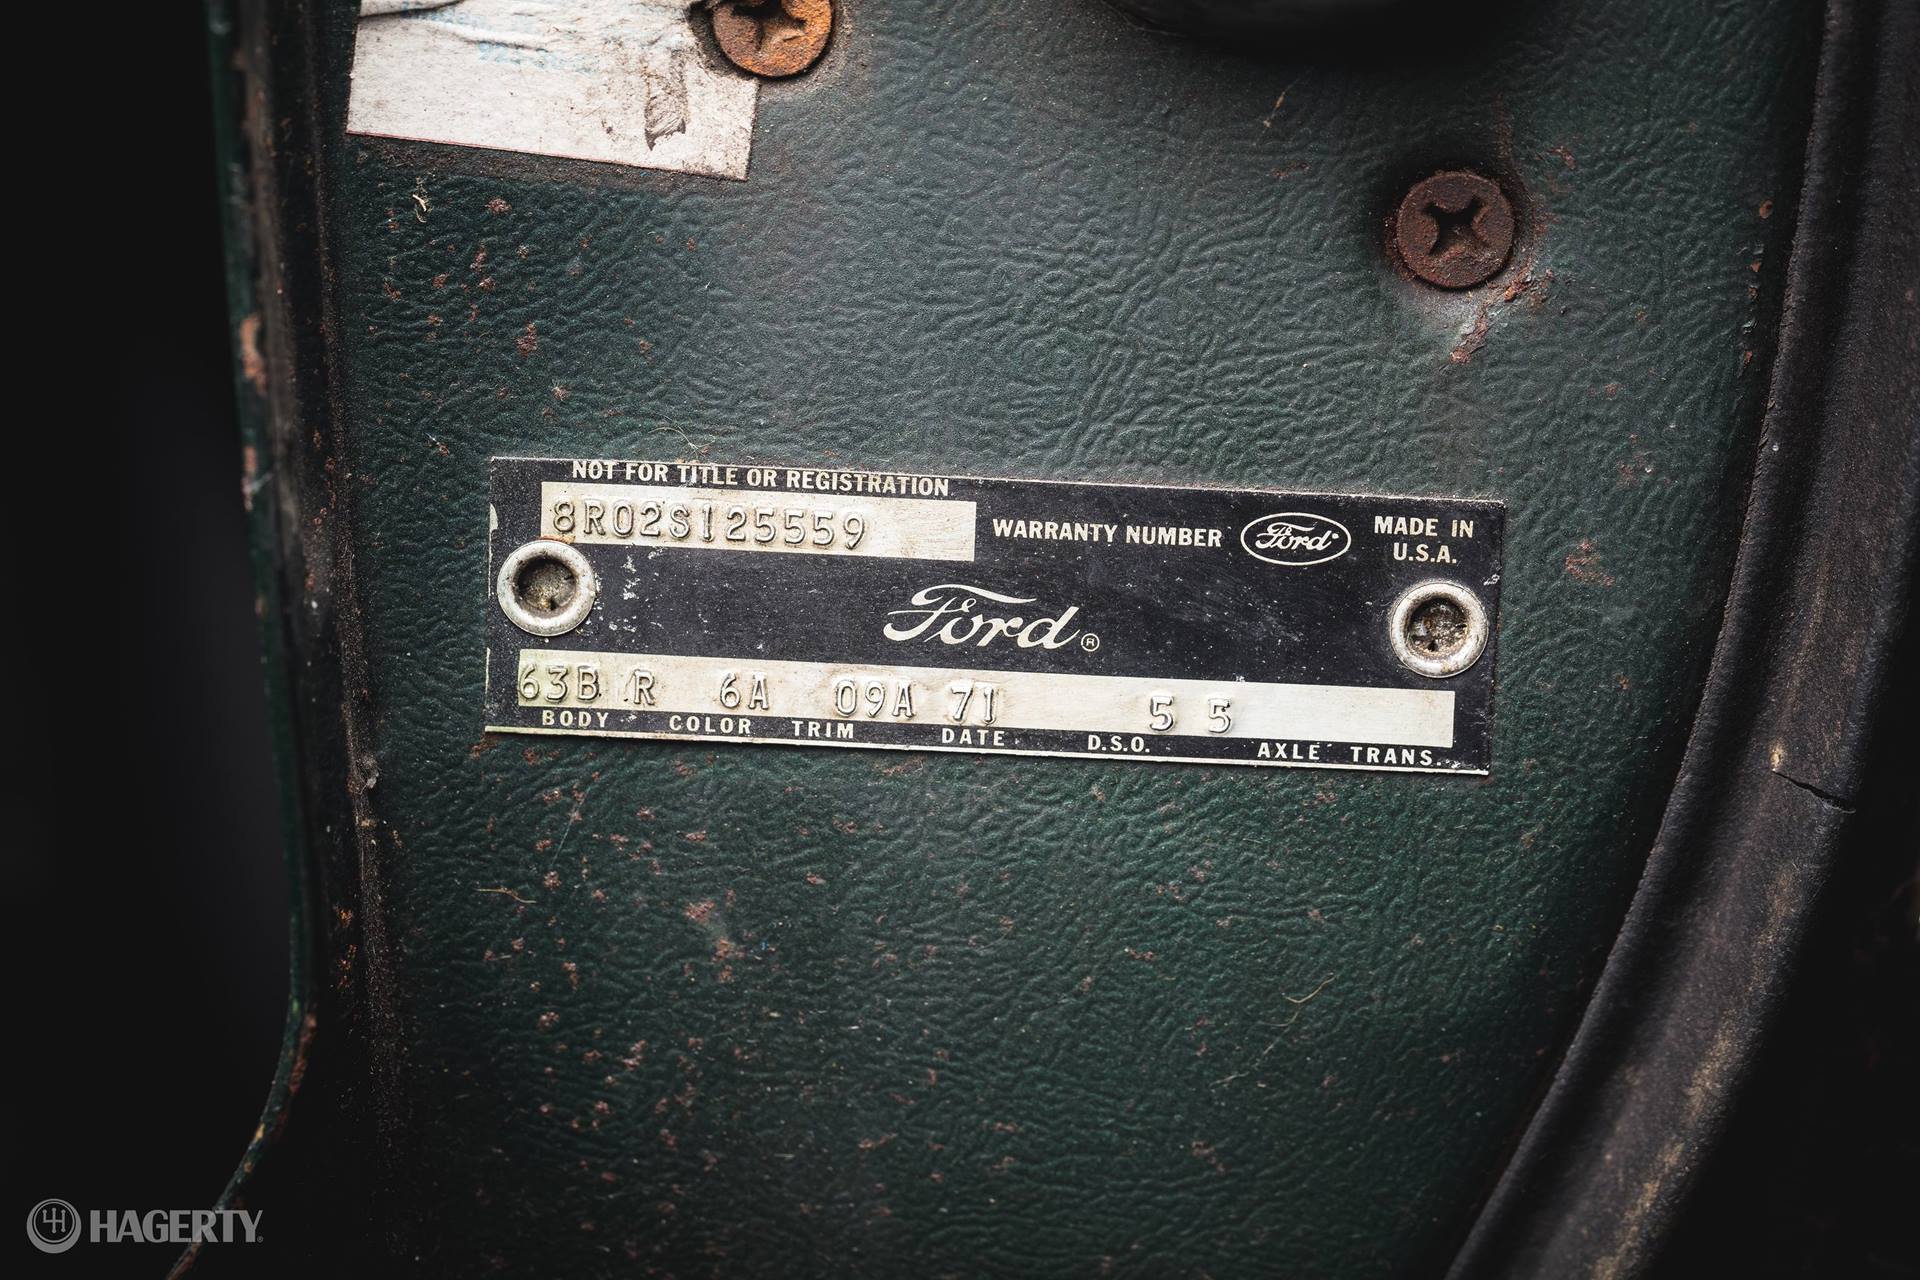 NOT FOR TITLE OR REGISTRATION
8R02S125559
WARRANTY NUMBER Ford MADE IN
U.S.A.
Ford ®
63B R 6A 09A 71 5 5
BODY COLOR TRIM DATE D.S.O. AXLE TRANS.
HAGERTY